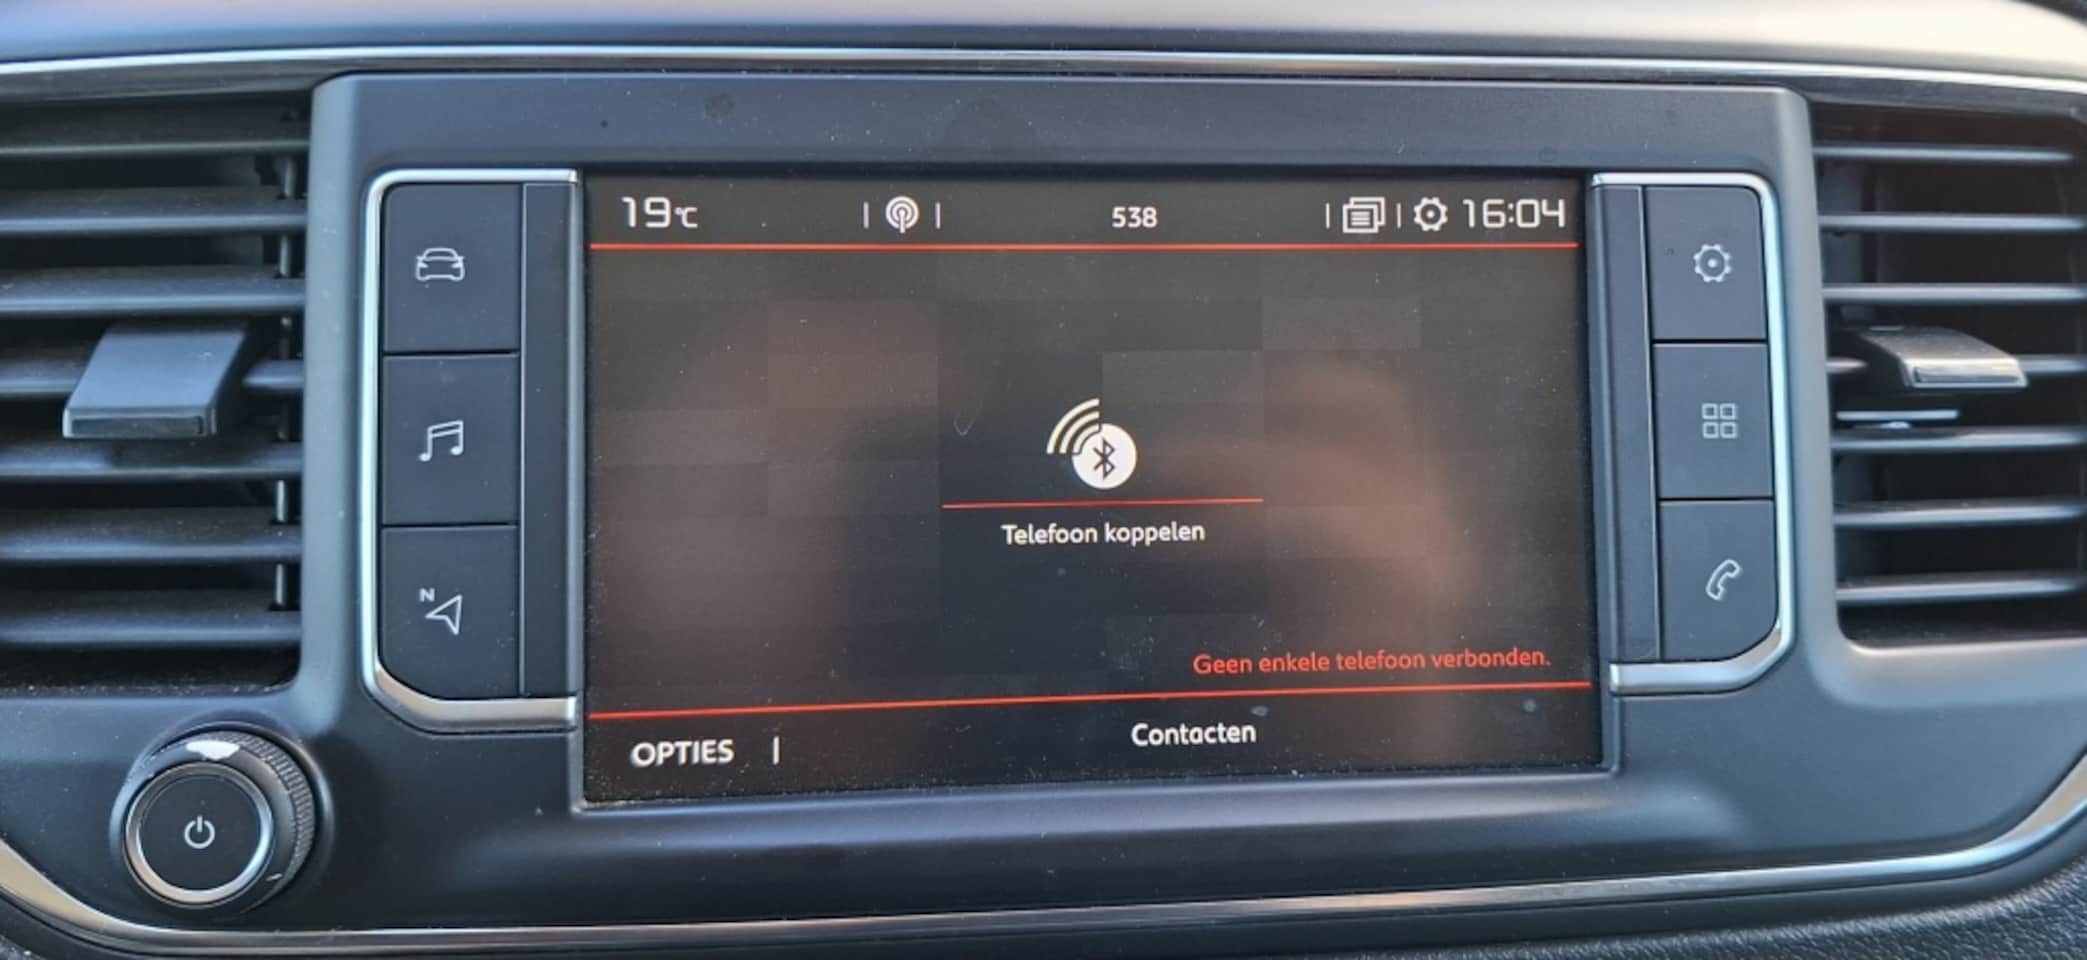 19°C 538 16:04
N
Telefoon koppelen
Geen enkele telefoon verbonden.
OPTIES Contacten